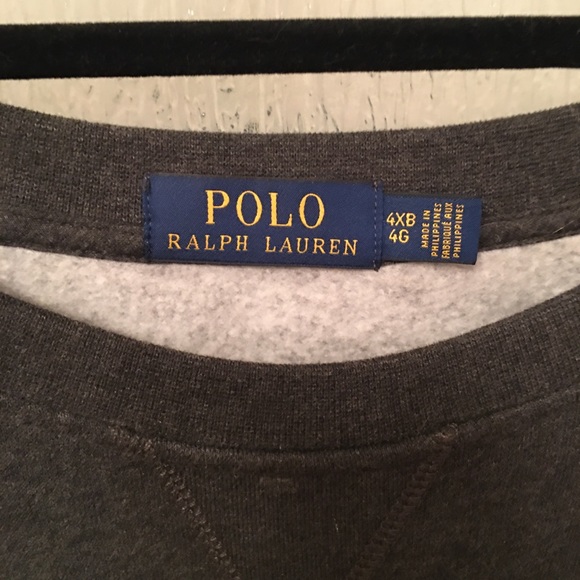 POLO
RALPH LAUREN
4XB
4G
MADE IN
PHILIPPINES
FABRIQUÉ AUX
PHILIPPINES